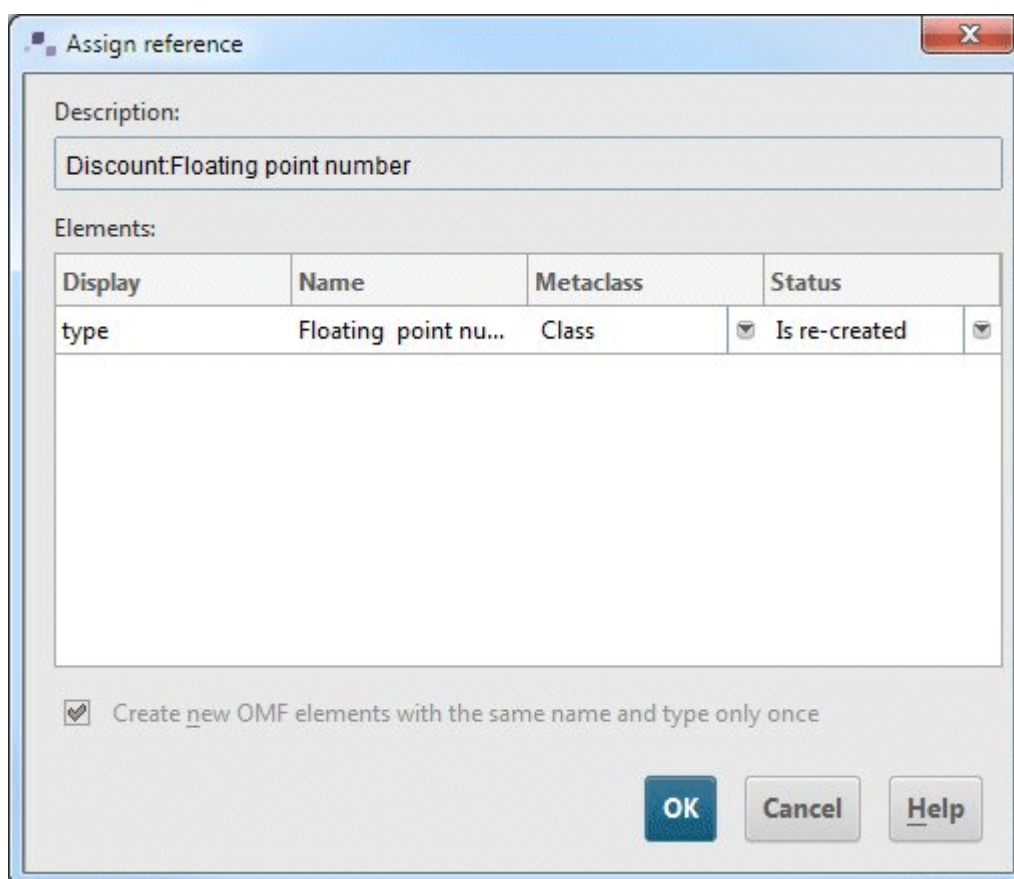 Assign reference
Description:
Discount:Floating point number
Elements:
Display Name Metaclass Status
type Floating point nu... Class Is re-created
Create new OMF elements with the same name and type only once
OK Cancel Help